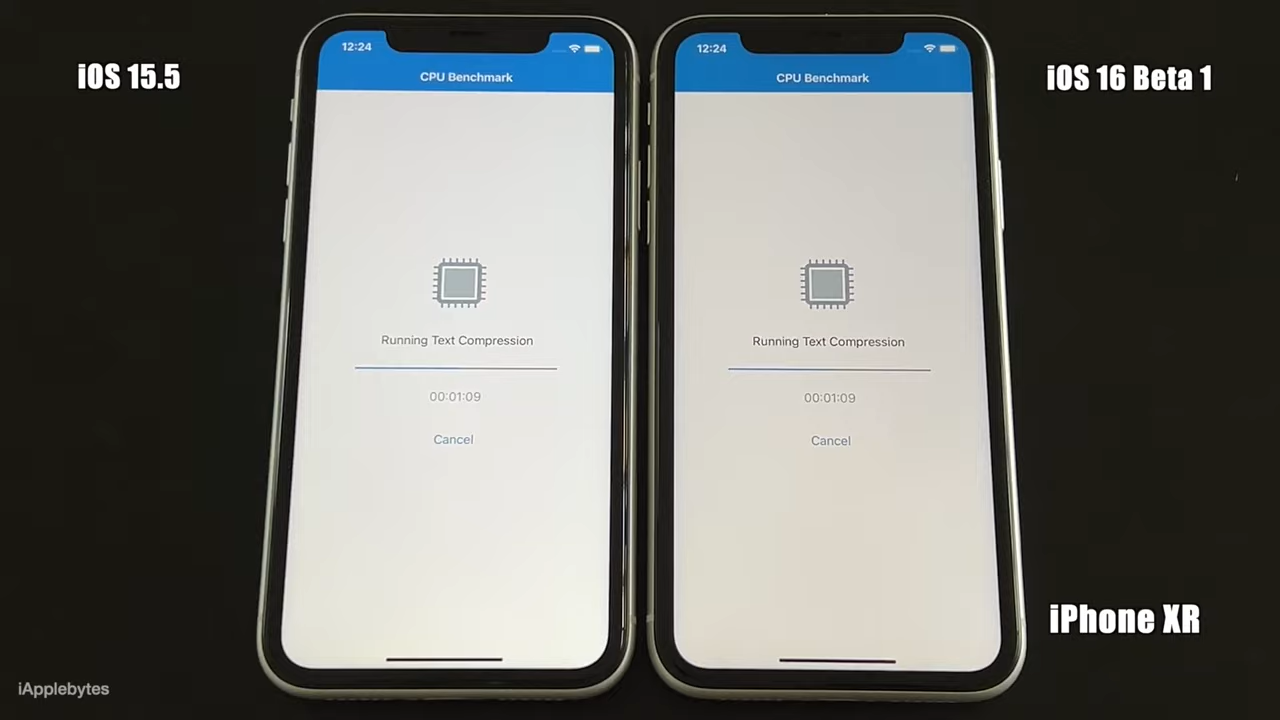 iOS 15.5
iOS 16 Beta 1
12:24
CPU Benchmark
Running Text Compression
00:01:09
Cancel
12:24
CPU Benchmark
Running Text Compression
00:01:09
Cancel
iPhone XR
iApplebytes